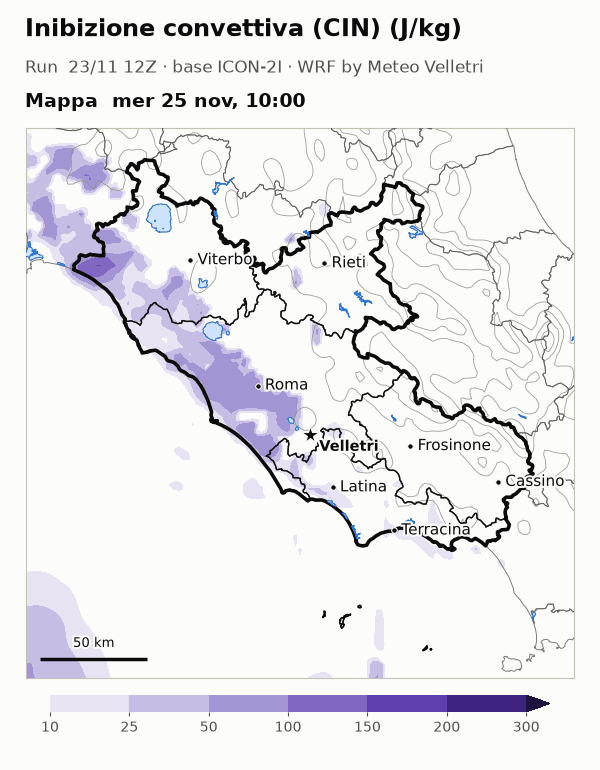 Inibizione convettiva (CIN) (J/kg)
Run  23/11 12Z · base ICON-2I · WRF by Meteo Velletri
Mappa  mer 25 nov, 10:00
Viterbo
Rieti
Roma
Velletri
Frosinone
Cassino
Latina
Terracina
50 km
10 25 50 100 150 200 300